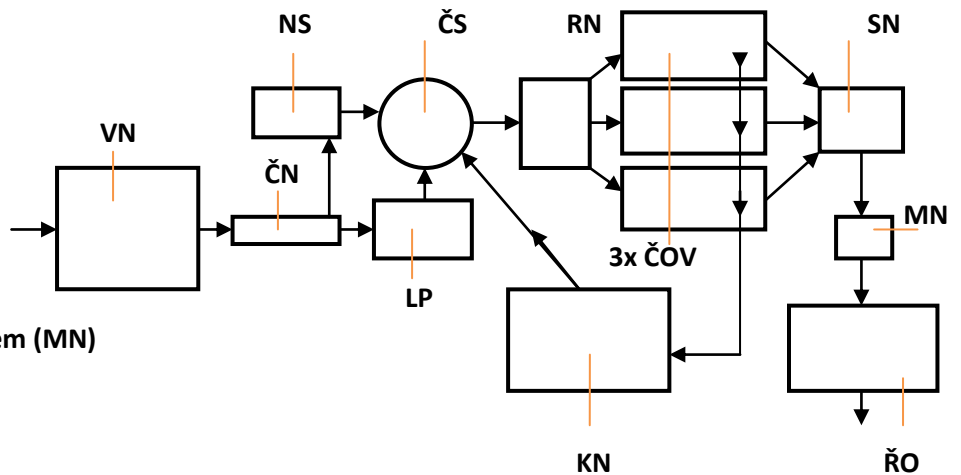 NS
ČS
RN
SN
VN
ČN
MN
3x ČOV
LP
em (MN)
KN
ŘO